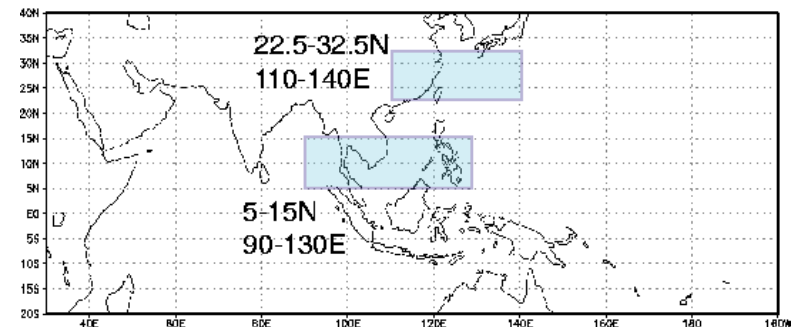 40N
35N
30N
25N
20N
15N
10N
5N
EQ
5S
10S
15S
20S
22.5-32.5N
110-140E
5-15N
90-130E
40E 60E 80E 100E 120E 140E 160E 180 160W